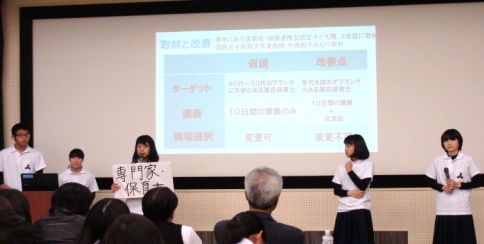 取材と改善
仮説 改善点
ターゲット
40代〜50代のブランク
に不安のある潜在保育士
年代を問わずブランク
のある潜在保育士
講義
10日間の講義のみ
10日間の講義
+
交流会
職場選択 変更可 変更不可
専門家・
保育士